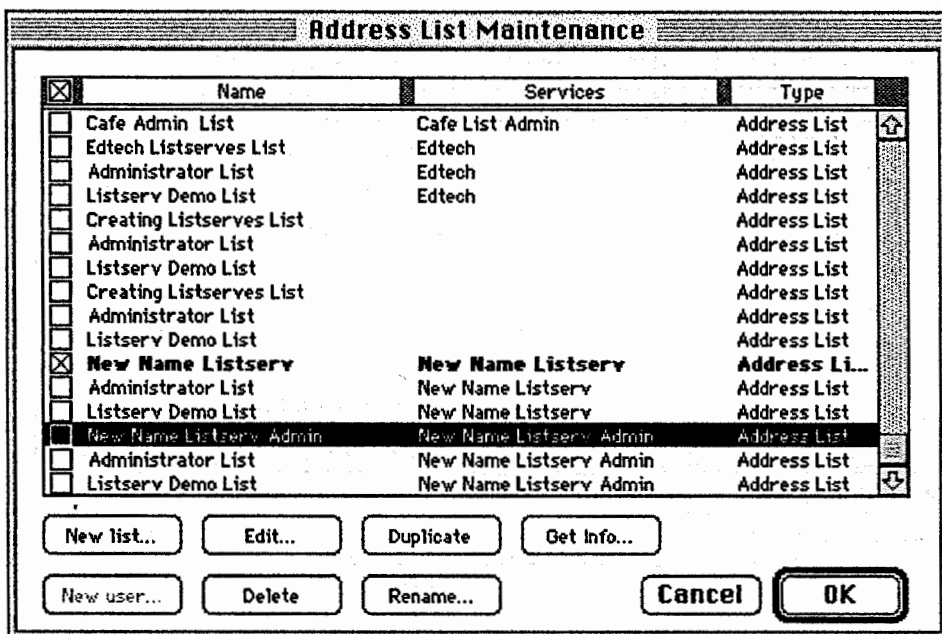 Address List Maintenance
Name Services Type
Cafe Admin List Cafe List Admin Address List
Edtech Listserves List Edtech Address List
Administrator List Edtech Address List
Listserv Demo List Edtech Address List
Creating Listserves List Address List
Administrator List Address List
Listserv Demo List Address List
Creating Listserves List Address List
Administrator List Address List
Listserv Demo List Address List
New Name Listserv New Name Listserv Address Li...
Administrator List New Name Listserv Address List
Listserv Demo List New Name Listserv Address List
New Name Listserv Admin New Name Listserv Admin Address List
Administrator List New Name Listserv Admin Address List
Listserv Demo List New Name Listserv Admin Address List
New list... Edit... Duplicate Get Info...
New user... Delete Rename... Cancel OK